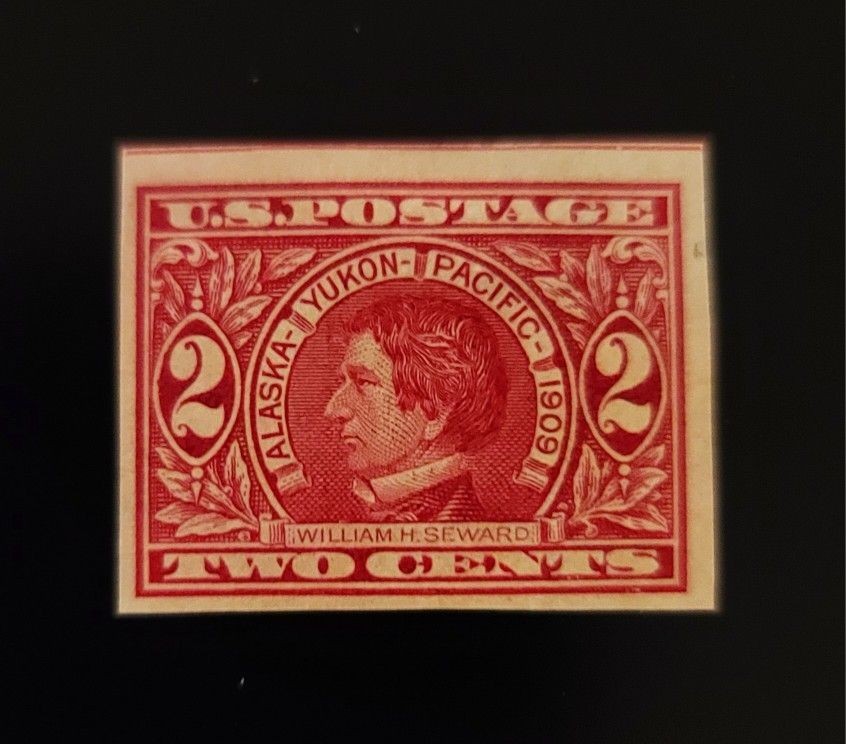 U.S. POSTAGE
ALASKA-YUKON-PACIFIC-1909
2 2
WILLIAM H. SEWARD
TWO CENTS